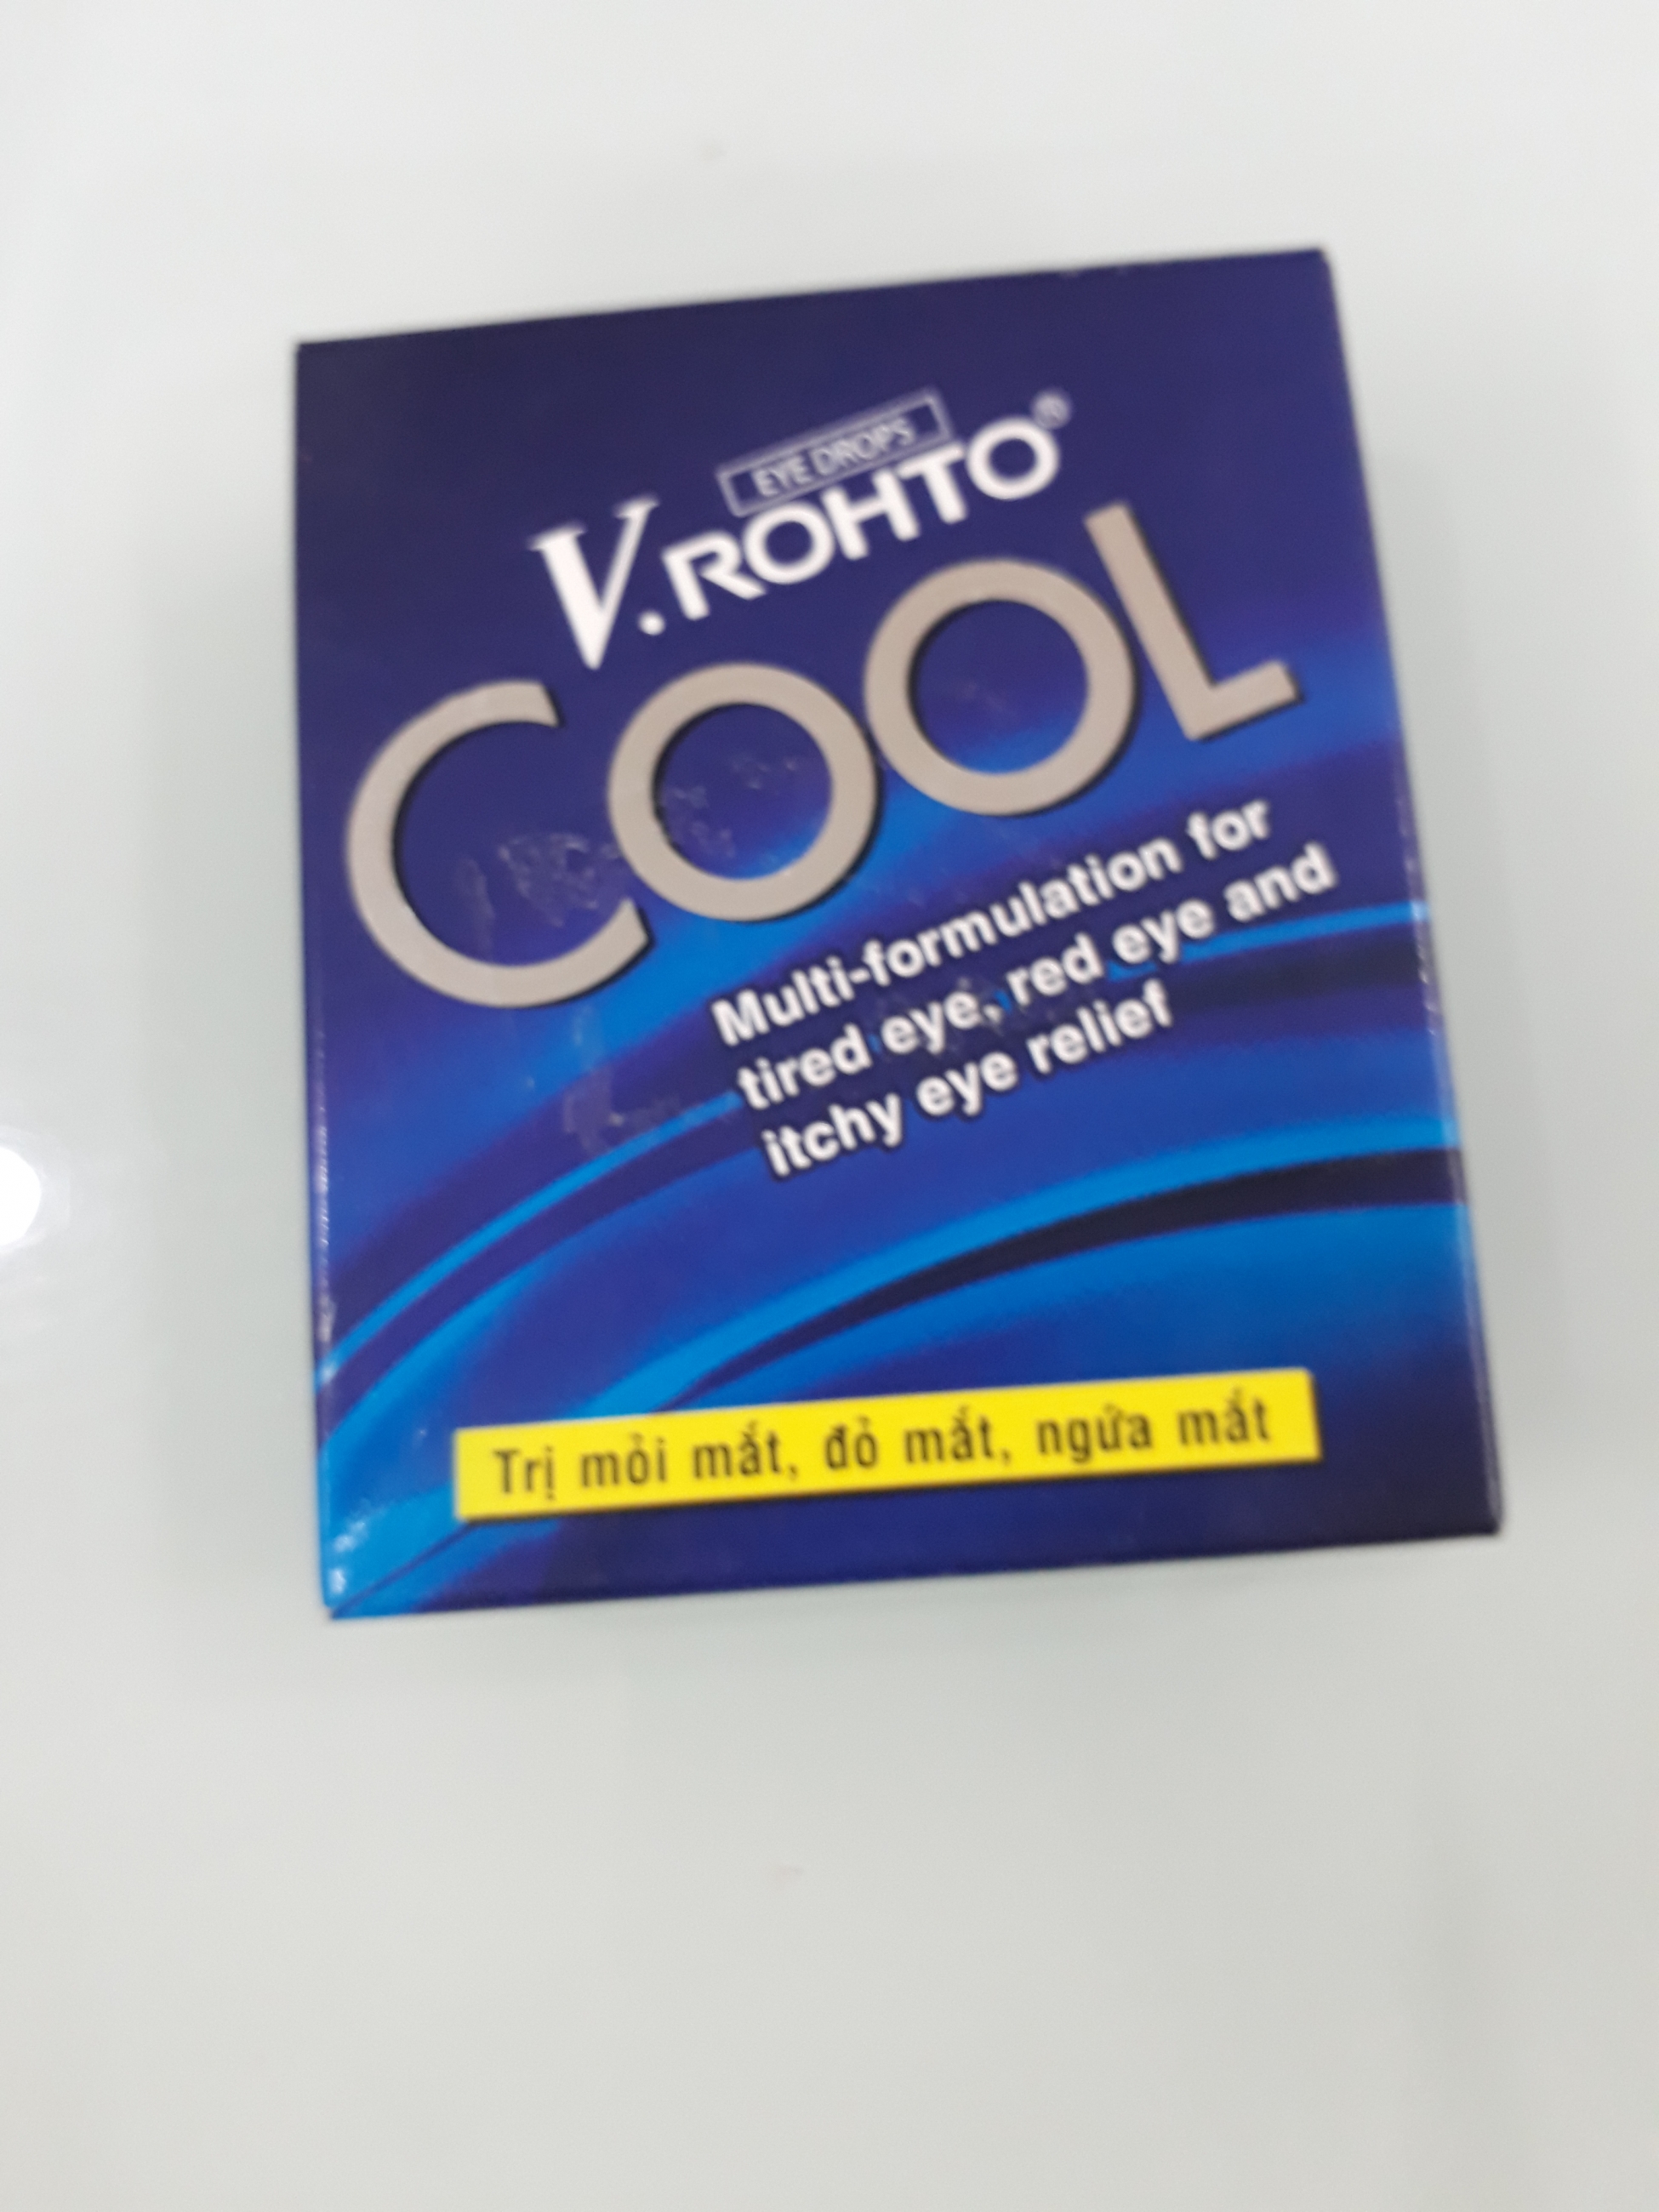 EYE DROPS
V.ROHTO®
COOL
Multi-formulation for
tired eye, red eye and
itchy eye relief
Trị mỏi mắt, đỏ mắt, ngứa mắt